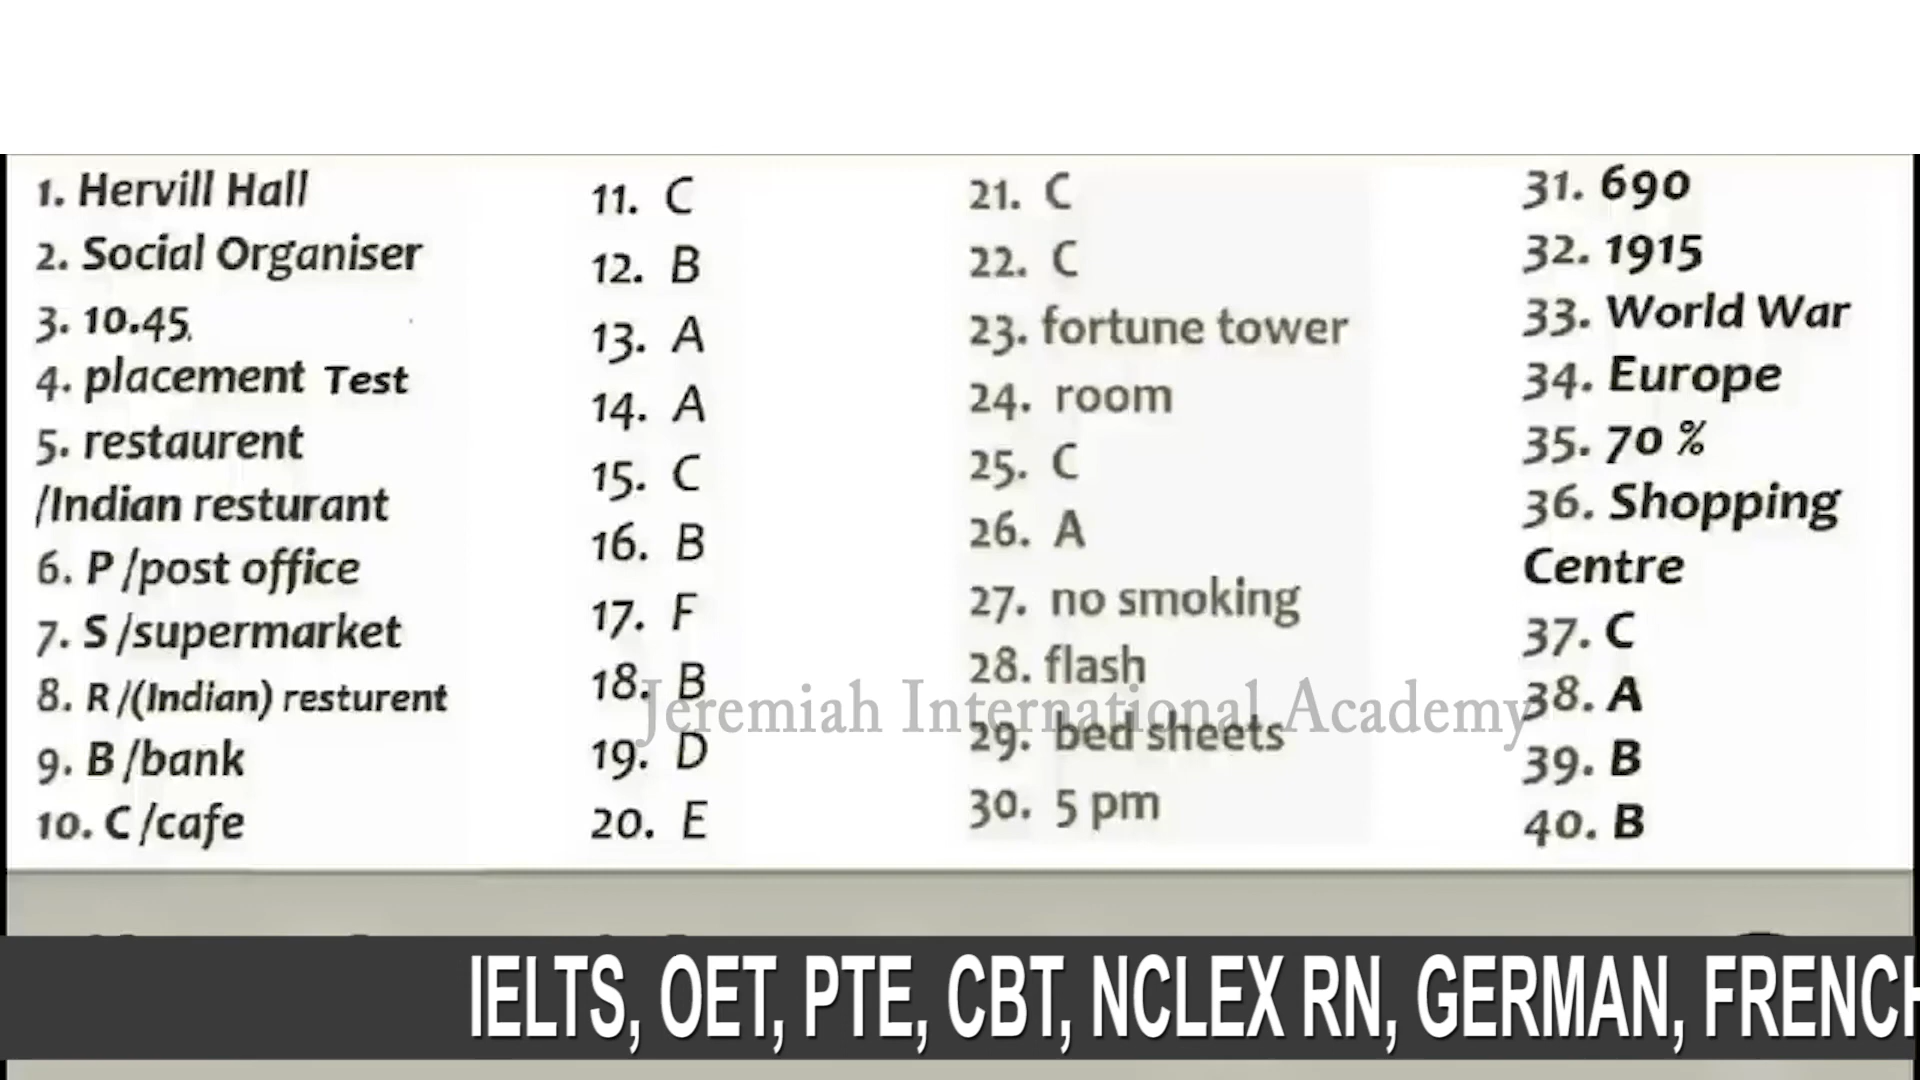 1. Hervill Hall
2. Social Organiser
3. 10.45
4. placement Test
5. restaurent
/Indian resturant
6. P /post office
7. S /supermarket
8. R /(Indian) resturent
9. B /bank
10. C /cafe
11. C
12. B
13. A
14. A
15. C
16. B
17. F
18. B
19. D
20. E
21. C
22. C
23. fortune tower
24. room
25. C
26. A
27. no smoking
28. flash
29. bed sheets
30. 5 pm
31. 690
32. 1915
33. World War
34. Europe
35. 70 %
36. Shopping
Centre
37. C
38. A
39. B
40. B
Jeremiah International Academy
IELTS, OET, PTE, CBT, NCLEX RN, GERMAN, FRENCH